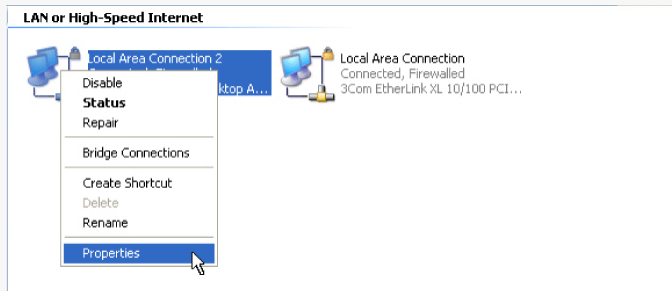 LAN or High-Speed Internet
Local Area Connection 2
ktop A...
Local Area Connection
Connected, Firewalled
3Com EtherLink XL 10/100 PCI...
Disable
Status
Repair
Bridge Connections
Create Shortcut
Delete
Rename
Properties